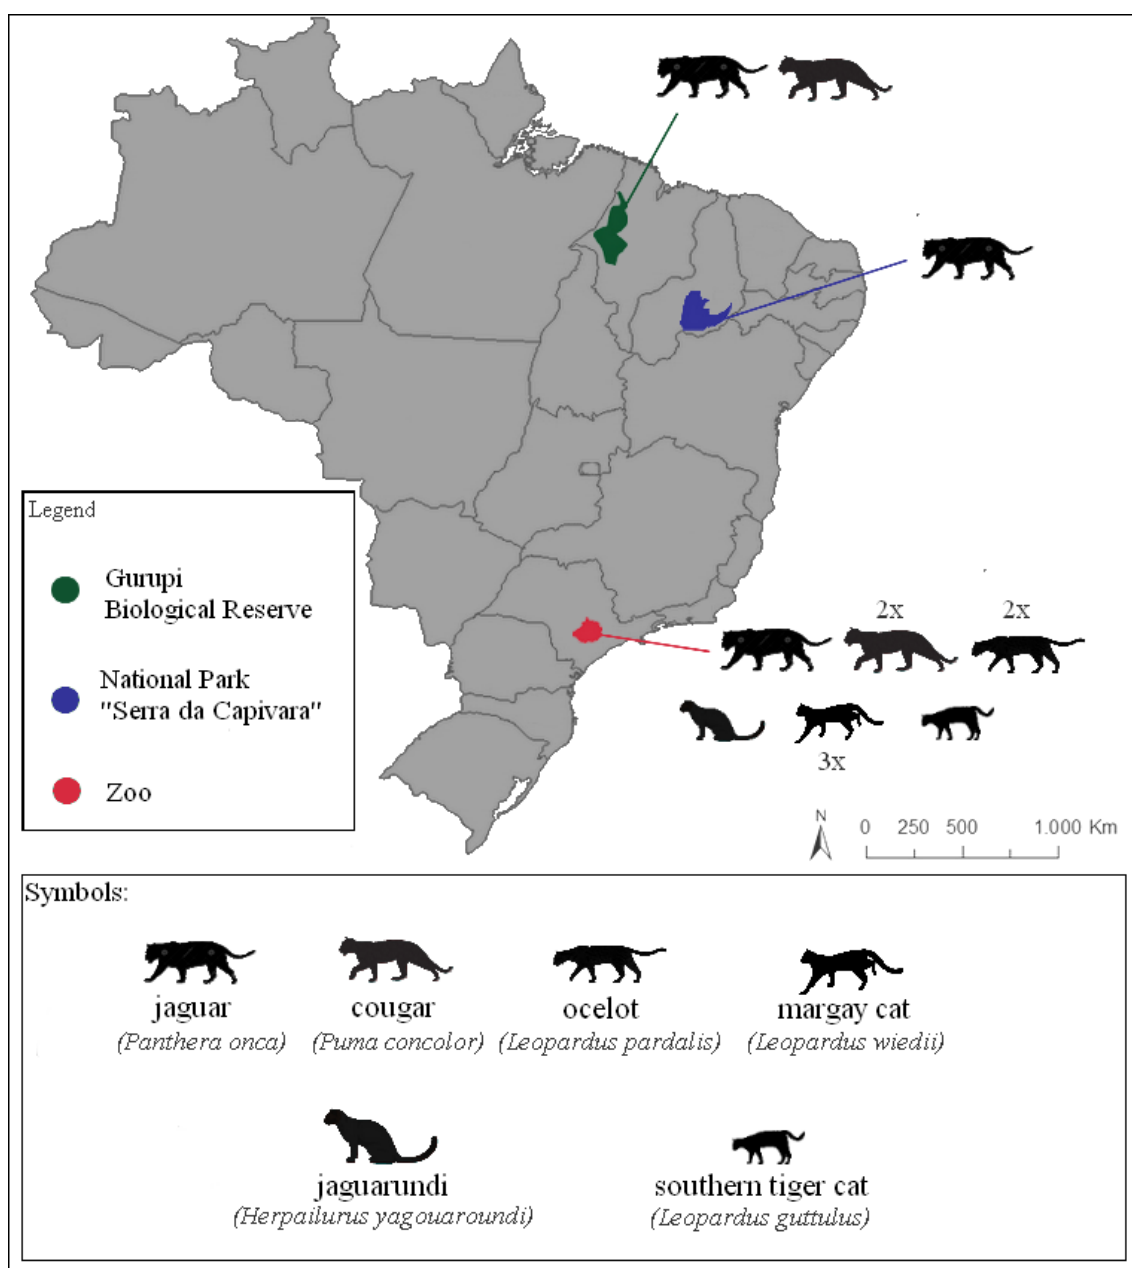 2x
2x
3x
N
0
250
500
1.000 Km
Legend
Gurupi
Biological Reserve
National Park
"Serra da Capivara"
Zoo
Symbols:
jaguar
(Panthera onca)
cougar
(Puma concolor)
ocelot
(Leopardus pardalis)
margay cat
(Leopardus wiedii)
jaguarundi
(Herpailurus yagouaroundi)
southern tiger cat
(Leopardus guttulus)